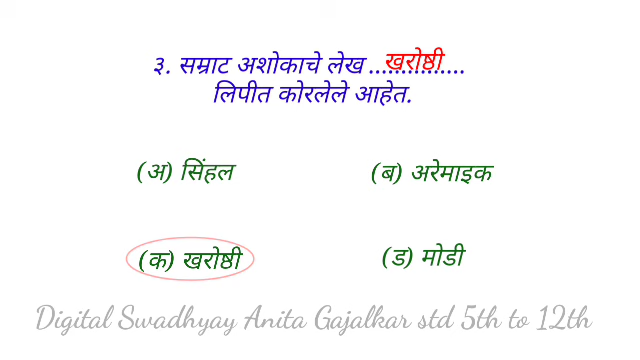 ३. सम्राट अशोकाचे लेख ...खरोष्ठी...
लिपीत कोरलेले आहेत.
(अ) सिंहल
(ब) अरेमाइक
(क) खरोष्ठी
(ड) मोडी
Digital Swadhyay Anita Gajalkar std 5th to 12th